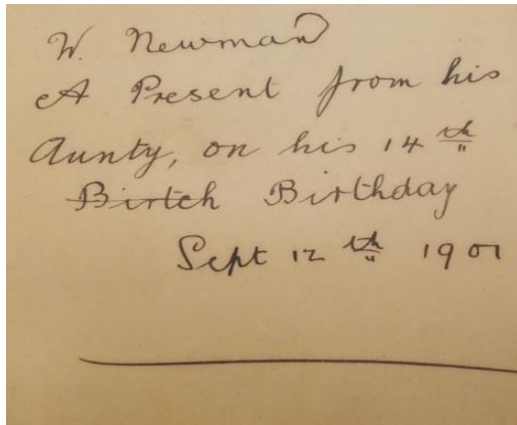 W. Newman
A Present from his
Aunty, on his 14th
Birtch Birthday
Sept 12th 1901